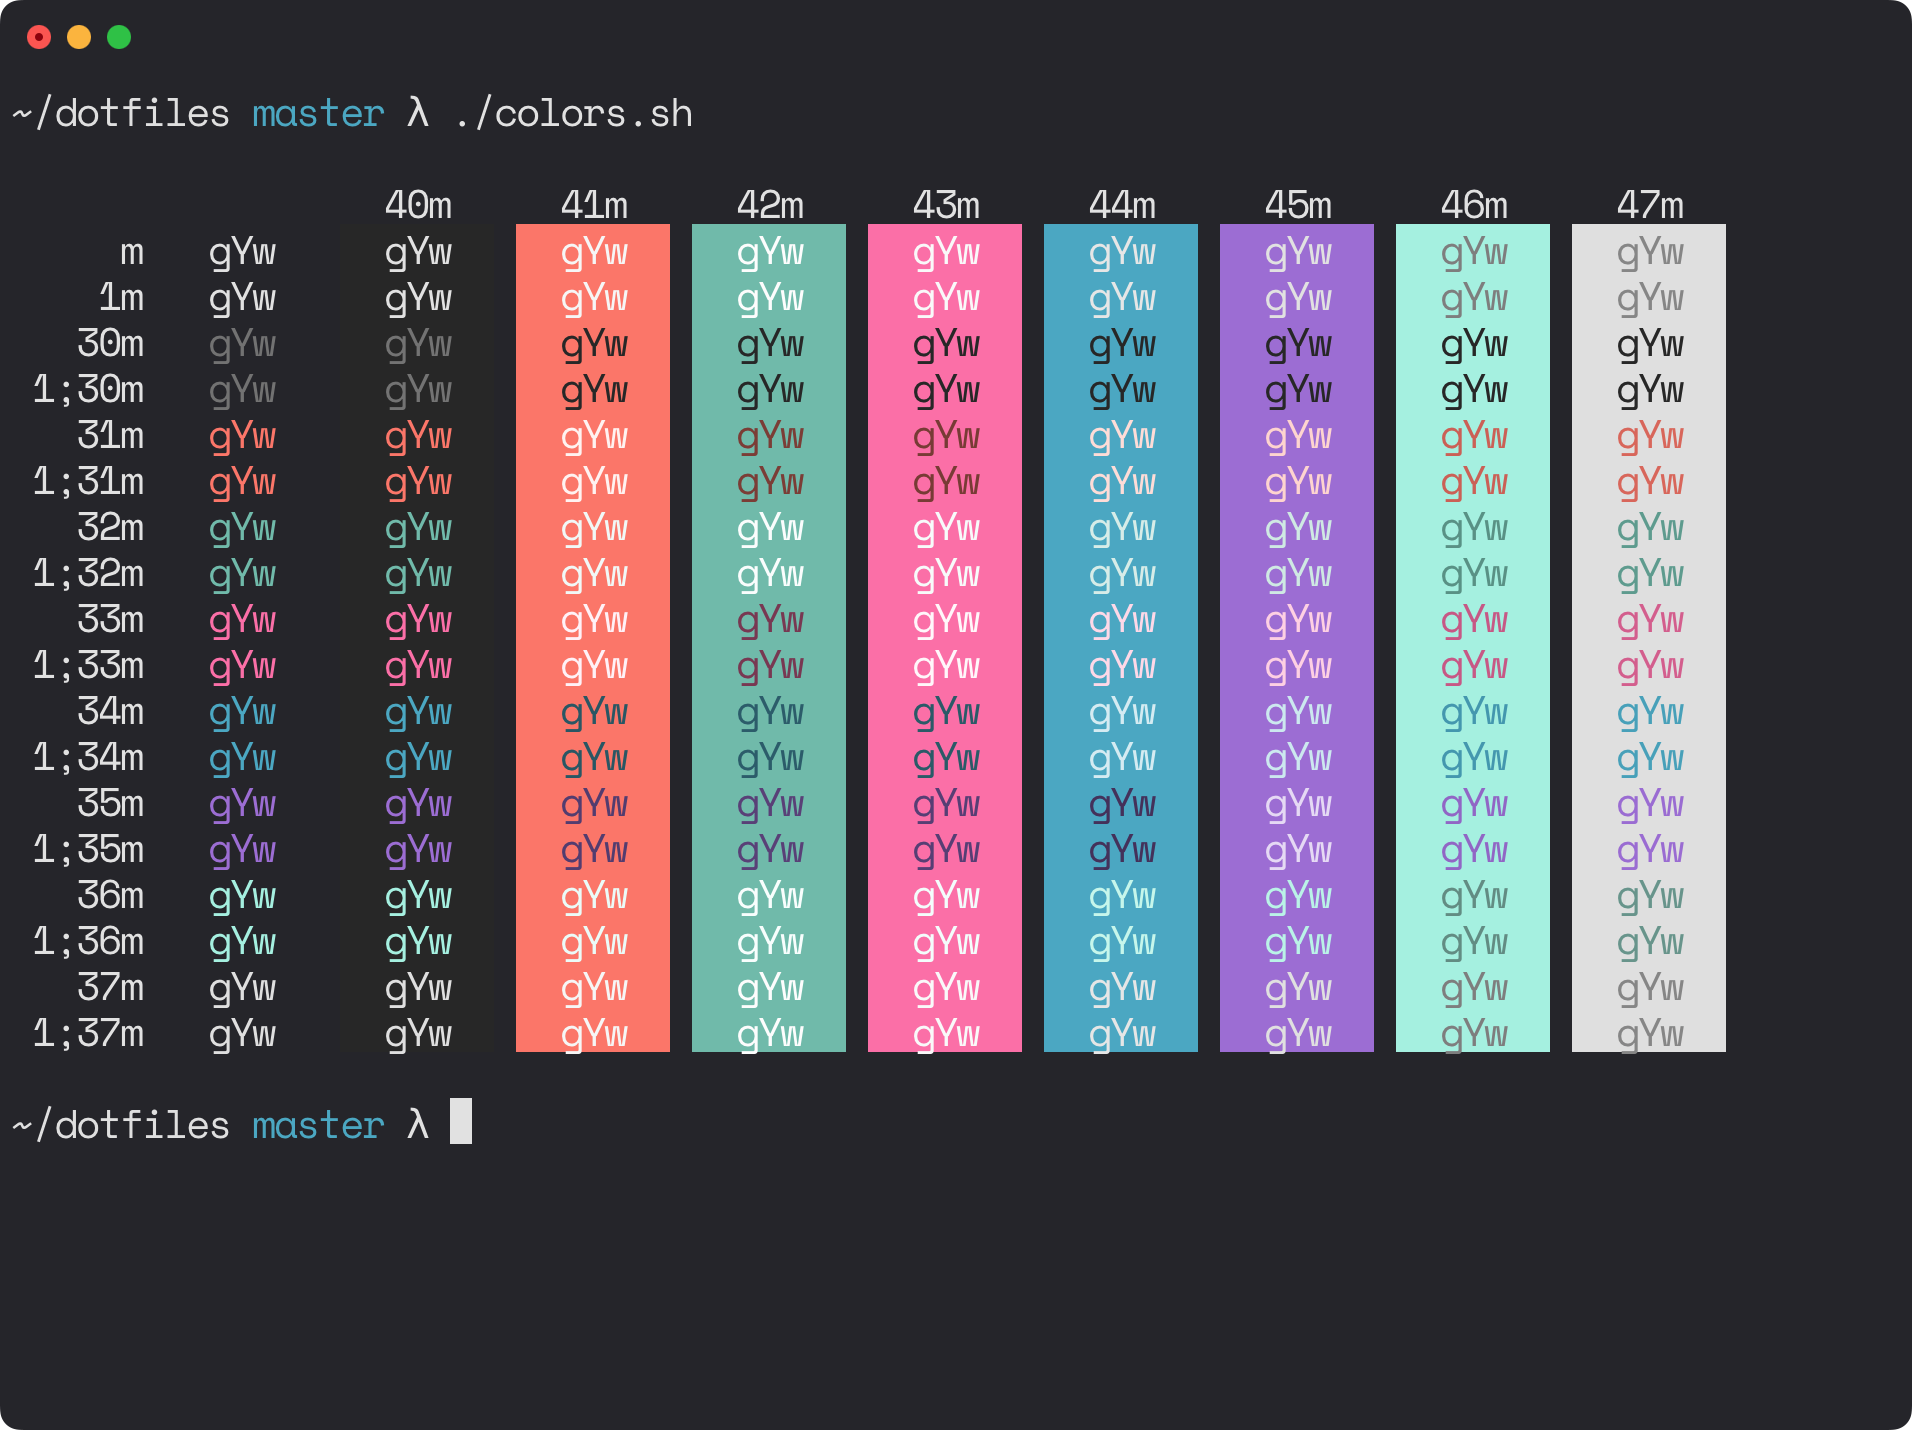 ~/dotfiles master λ ./colors.sh
40m 41m 42m 43m 44m 45m 46m 47m
m gYw gYw gYw gYw gYw gYw gYw gYw gYw
1m gYw gYw gYw gYw gYw gYw gYw gYw gYw
30m gYw gYw gYw gYw gYw gYw gYw gYw gYw
1;30m gYw gYw gYw gYw gYw gYw gYw gYw gYw
31m gYw gYw gYw gYw gYw gYw gYw gYw gYw
1;31m gYw gYw gYw gYw gYw gYw gYw gYw gYw
32m gYw gYw gYw gYw gYw gYw gYw gYw gYw
1;32m gYw gYw gYw gYw gYw gYw gYw gYw gYw
33m gYw gYw gYw gYw gYw gYw gYw gYw gYw
1;33m gYw gYw gYw gYw gYw gYw gYw gYw gYw
34m gYw gYw gYw gYw gYw gYw gYw gYw gYw
1;34m gYw gYw gYw gYw gYw gYw gYw gYw gYw
35m gYw gYw gYw gYw gYw gYw gYw gYw gYw
1;35m gYw gYw gYw gYw gYw gYw gYw gYw gYw
36m gYw gYw gYw gYw gYw gYw gYw gYw gYw
1;36m gYw gYw gYw gYw gYw gYw gYw gYw gYw
37m gYw gYw gYw gYw gYw gYw gYw gYw gYw
1;37m gYw gYw gYw gYw gYw gYw gYw gYw gYw
~/dotfiles master λ